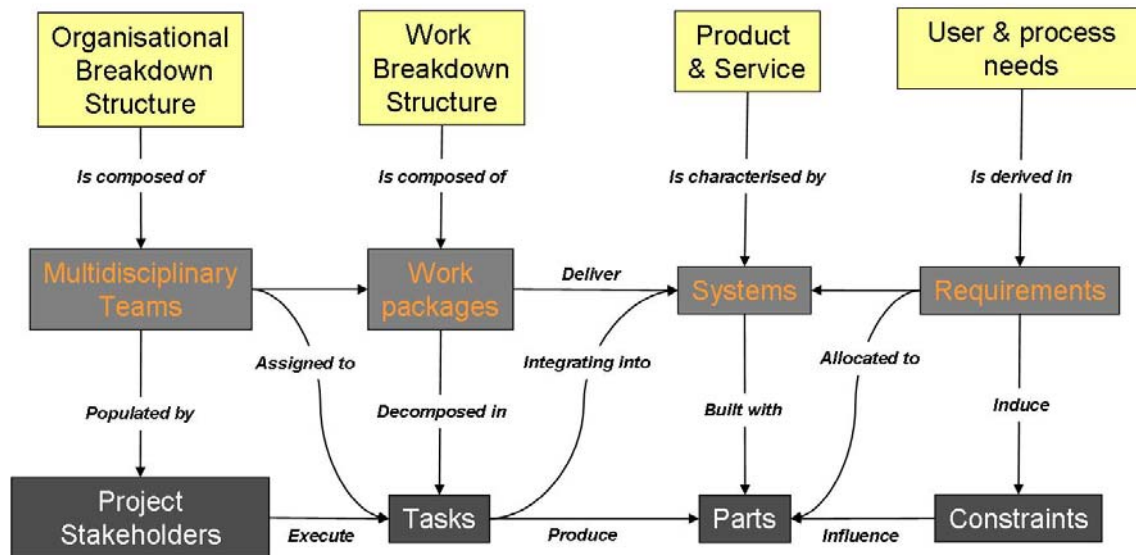 Organisational
Breakdown
Structure
Work
Breakdown
Structure
Product
& Service
User & process
needs
Is composed of
Is composed of
Is characterised by
Is derived in
Multidisciplinary
Teams
Work
packages
Deliver
Systems
Requirements
Assigned to
Integrating into
Allocated to
Populated by
Decomposed in
Built with
Induce
Project
Stakeholders
Execute
Tasks
Produce
Parts
Influence
Constraints